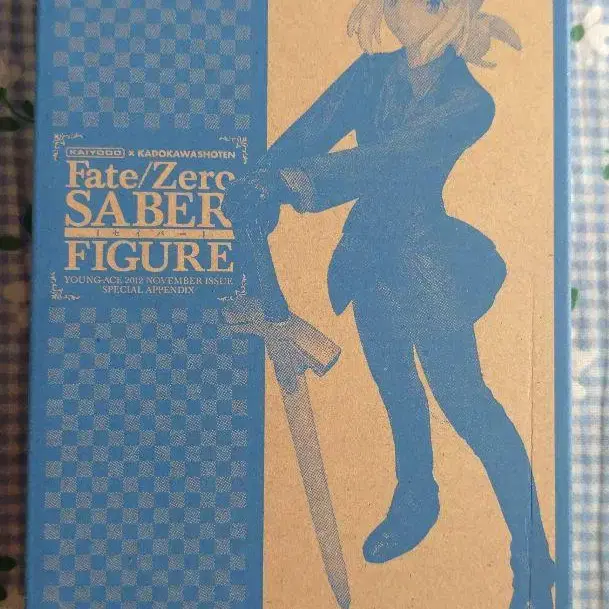 KAIYODO × KADOKAWASHOTEN
Fate/Zero
SABER
[セイバー]
FIGURE
YOUNG-ACE 2012 NOVEMBER ISSUE
SPECIAL APPENDIX